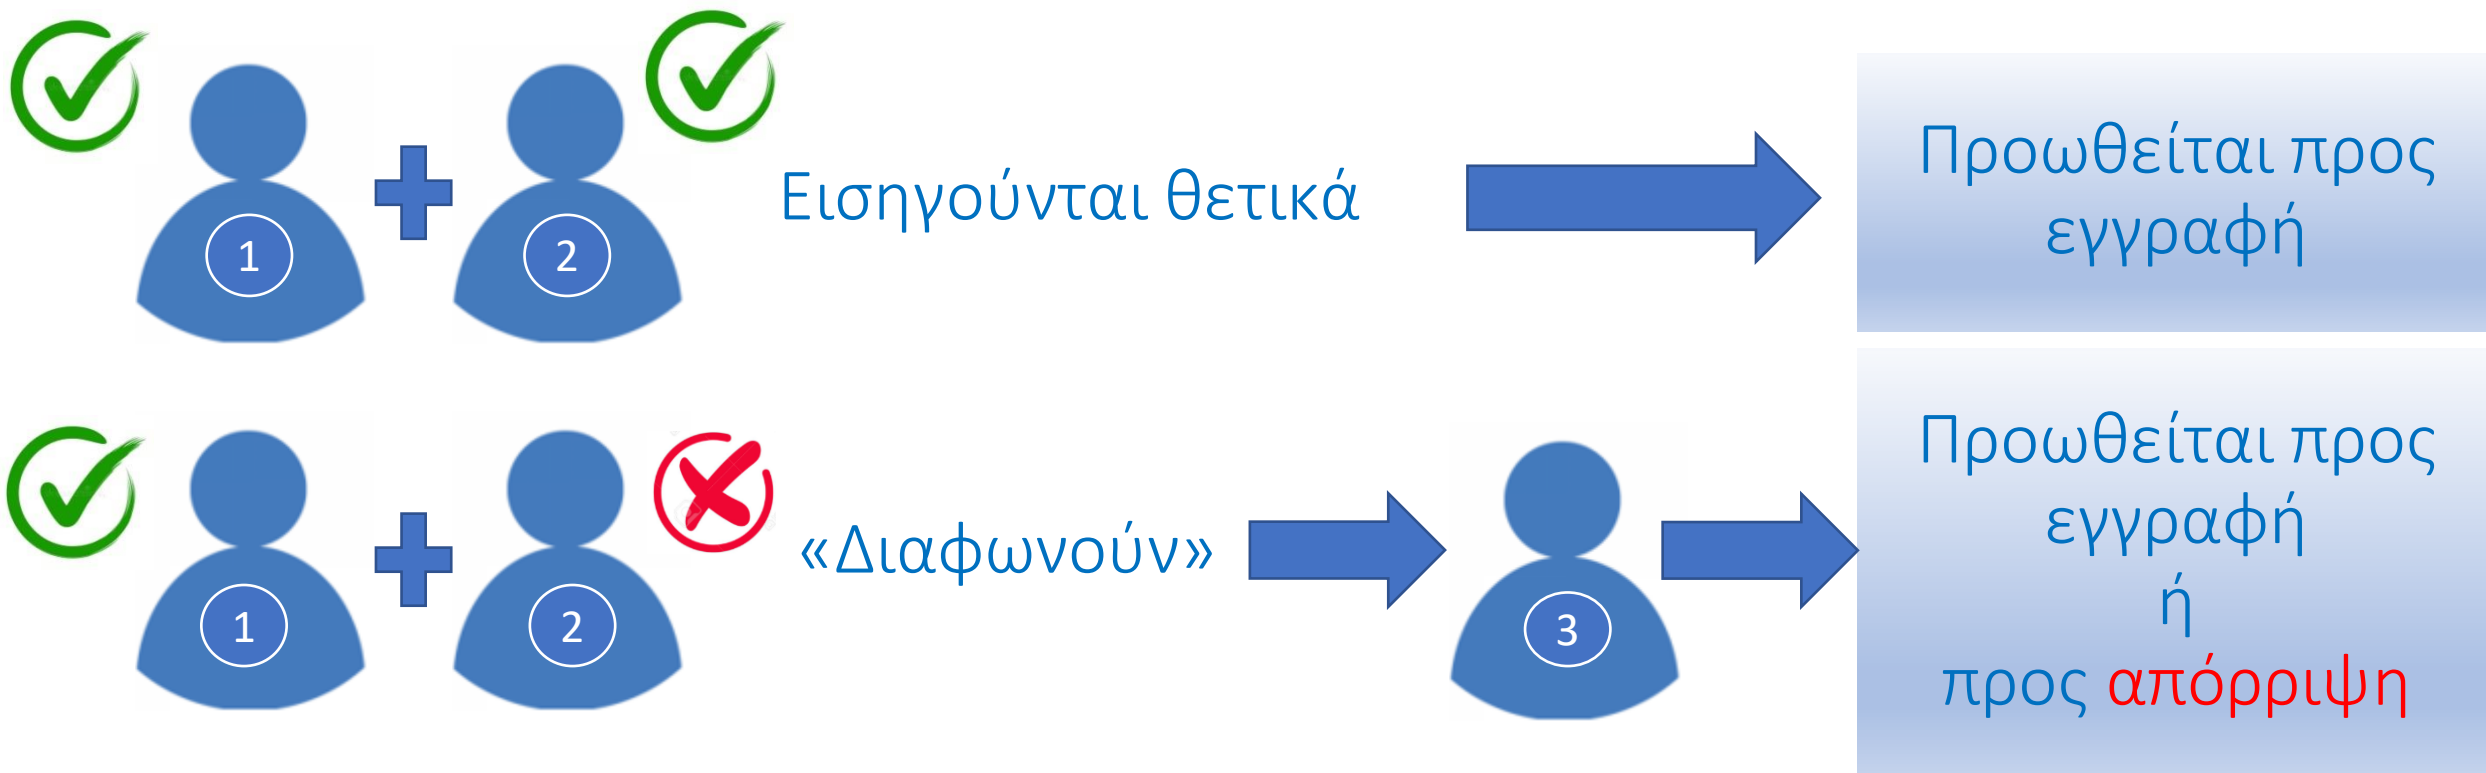 1
2
Εισηγούνται θετικά
Προωθείται προς
εγγραφή
1
2
«Διαφωνούν»
3
Προωθείται προς
εγγραφή
ή
προς απόρριψη